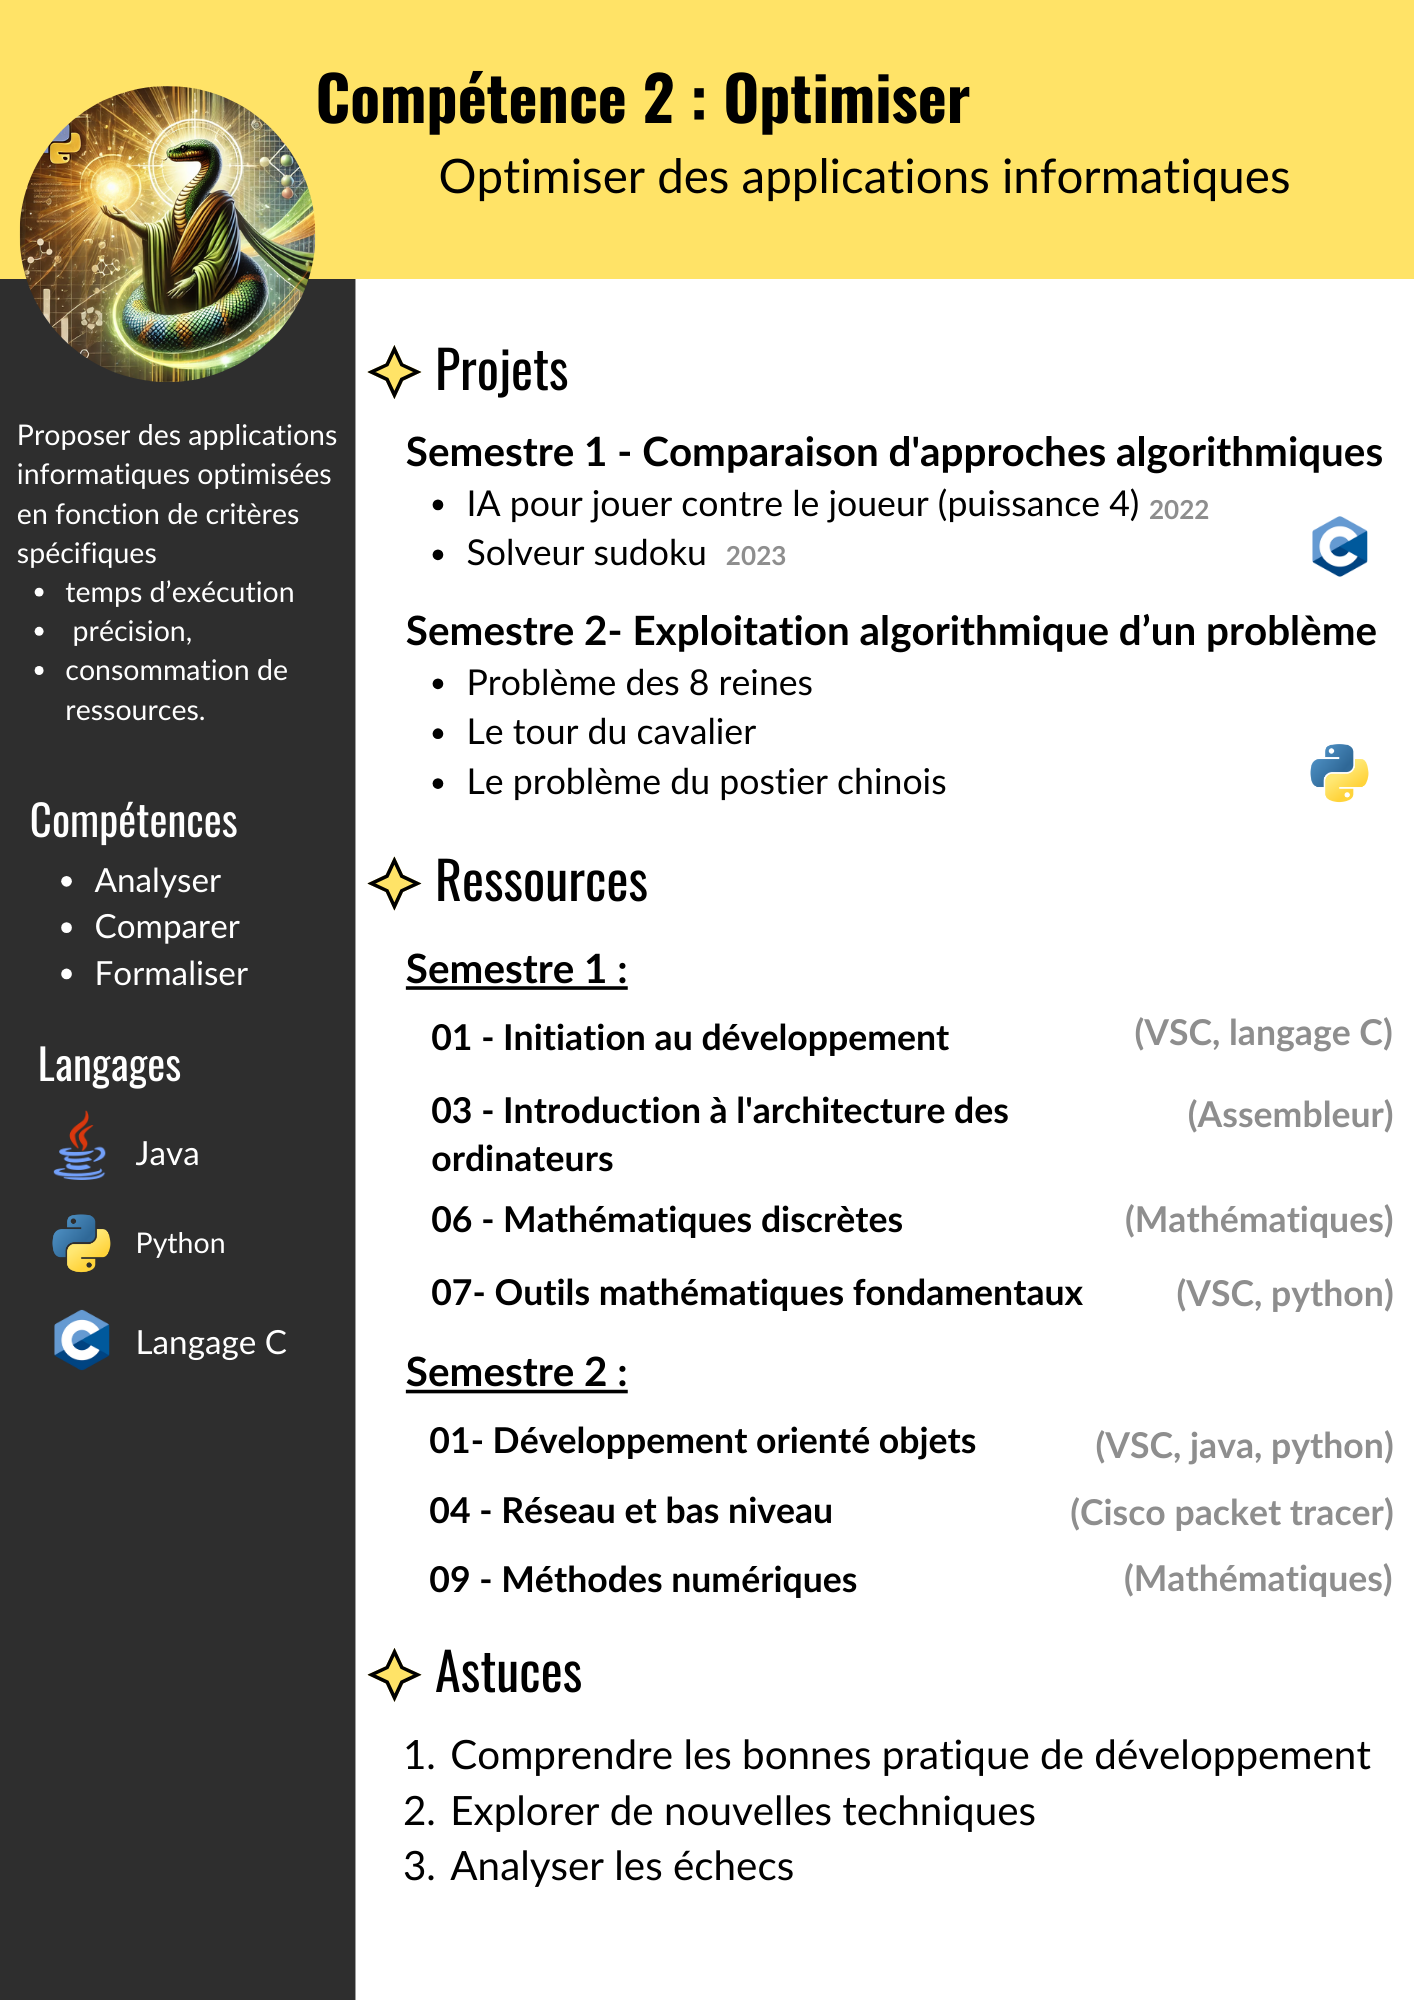 Compétence 2 : Optimiser
Optimiser des applications informatiques
Proposer des applications
informatiques optimisées
en fonction de critères
spécifiques
• temps d’exécution
• précision,
• consommation de
ressources.
Compétences
• Analyser
• Comparer
• Formaliser
Langages
Java
Python
C
Langage C
Projets
Semestre 1 - Comparaison d'approches algorithmiques
• IA pour jouer contre le joueur (puissance 4) 2022
• Solveur sudoku 2023
C
Semestre 2- Exploitation algorithmique d’un problème
• Problème des 8 reines
• Le tour du cavalier
• Le problème du postier chinois
Ressources
Semestre 1 :
01 - Initiation au développement (VSC, langage C)
03 - Introduction à l'architecture des (Assembleur)
ordinateurs
06 - Mathématiques discrètes (Mathématiques)
07- Outils mathématiques fondamentaux (VSC, python)
Semestre 2 :
01- Développement orienté objets (VSC, java, python)
04 - Réseau et bas niveau (Cisco packet tracer)
09 - Méthodes numériques (Mathématiques)
Astuces
1. Comprendre les bonnes pratique de développement
2. Explorer de nouvelles techniques
3. Analyser les échecs